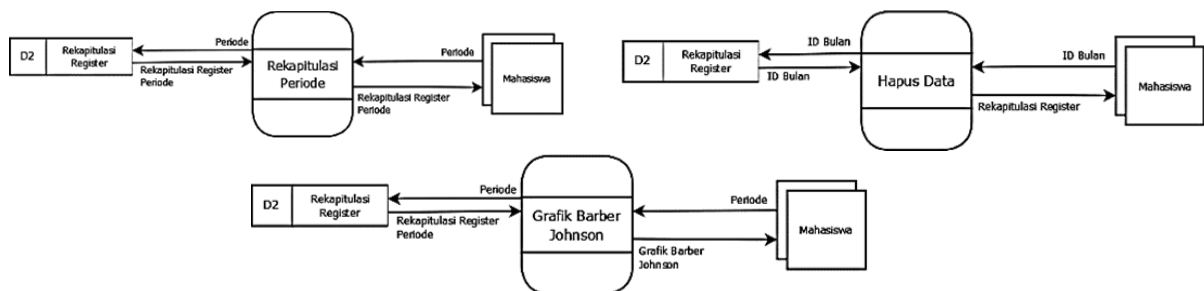 D2
Rekapitulasi
Register
Periode
Rekapitulasi Register
Periode
Rekapitulasi
Periode
Periode
Rekapitulasi Register
Periode
Mahasiswa
D2
Rekapitulasi
Register
ID Bulan
ID Bulan
Hapus Data
ID Bulan
Rekapitulasi Register
Mahasiswa
D2
Rekapitulasi
Register
Periode
Rekapitulasi Register
Periode
Grafik Barber
Johnson
Periode
Grafik Barber
Johnson
Mahasiswa